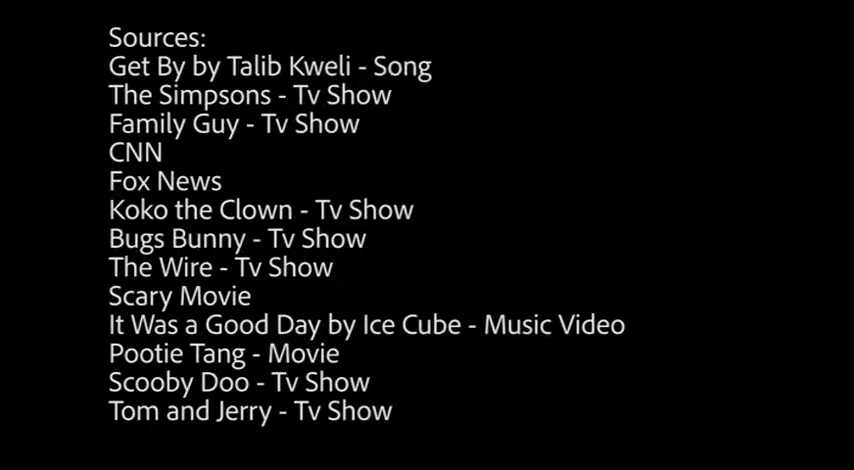 Sources:
Get By by Talib Kweli - Song
The Simpsons - Tv Show
Family Guy - Tv Show
CNN
Fox News
Koko the Clown - Tv Show
Bugs Bunny - Tv Show
The Wire - Tv Show
Scary Movie
It Was a Good Day by Ice Cube - Music Video
Pootie Tang - Movie
Scooby Doo - Tv Show
Tom and Jerry - Tv Show